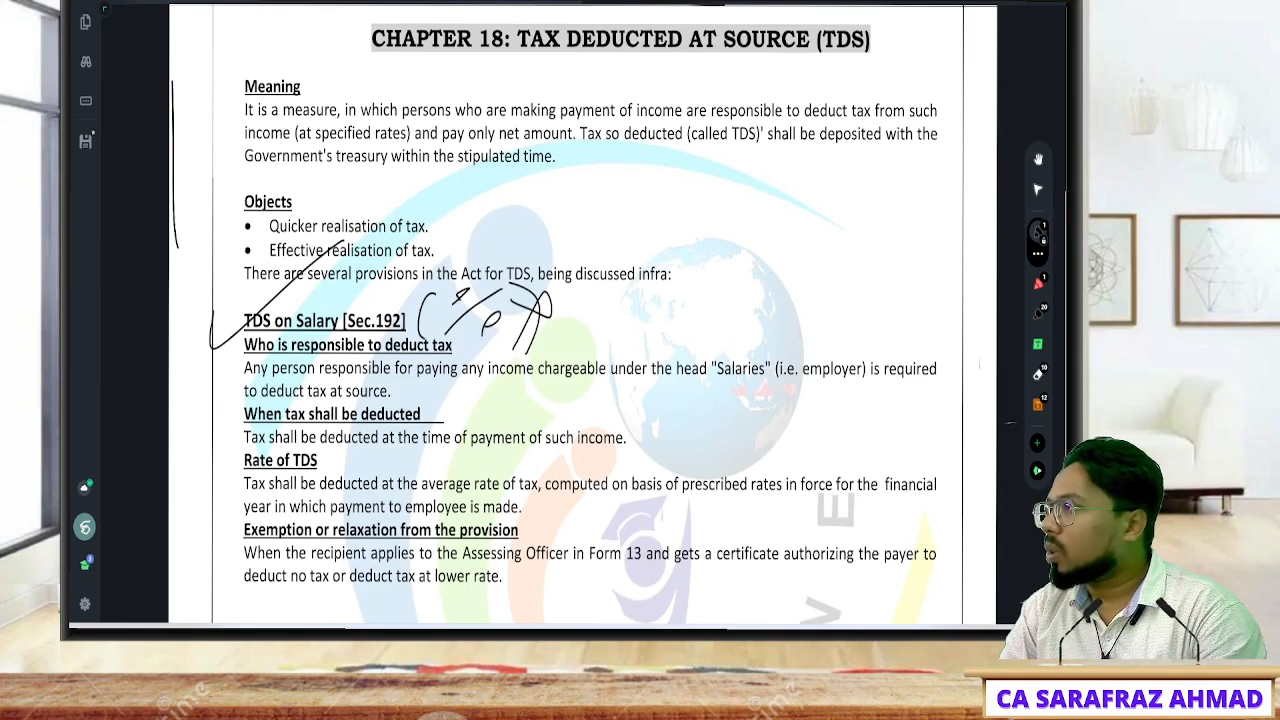 CHAPTER 18: TAX DEDUCTED AT SOURCE (TDS)
Meaning
It is a measure, in which persons who are making payment of income are responsible to deduct tax from such
income (at specified rates) and pay only net amount. Tax so deducted (called TDS)' shall be deposited with the
Government's treasury within the stipulated time.
Objects
• Quicker realisation of tax.
• Effective realisation of tax.
There are several provisions in the Act for TDS, being discussed infra:
TDS on Salary [Sec.192]
Who is responsible to deduct tax
Any person responsible for paying any income chargeable under the head "Salaries" (i.e. employer) is required
to deduct tax at source.
When tax shall be deducted
Tax shall be deducted at the time of payment of such income.
Rate of TDS
Tax shall be deducted at the average rate of tax, computed on basis of prescribed rates in force for the financial
year in which payment to employee is made.
Exemption or relaxation from the provision
When the recipient applies to the Assessing Officer in Form 13 and gets a certificate authorizing the payer to
deduct no tax or deduct tax at lower rate.
V E
CA SARAFRAZ AHMAD